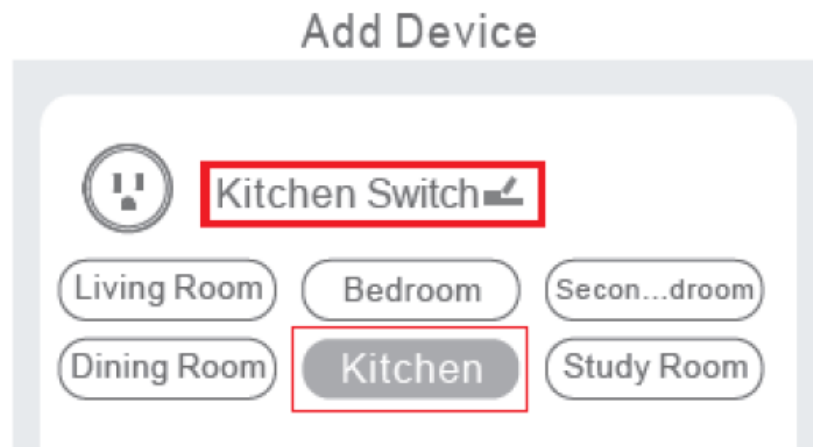 Add Device
Kitchen Switch
Living Room Bedroom Secon...droom
Dining Room Kitchen Study Room